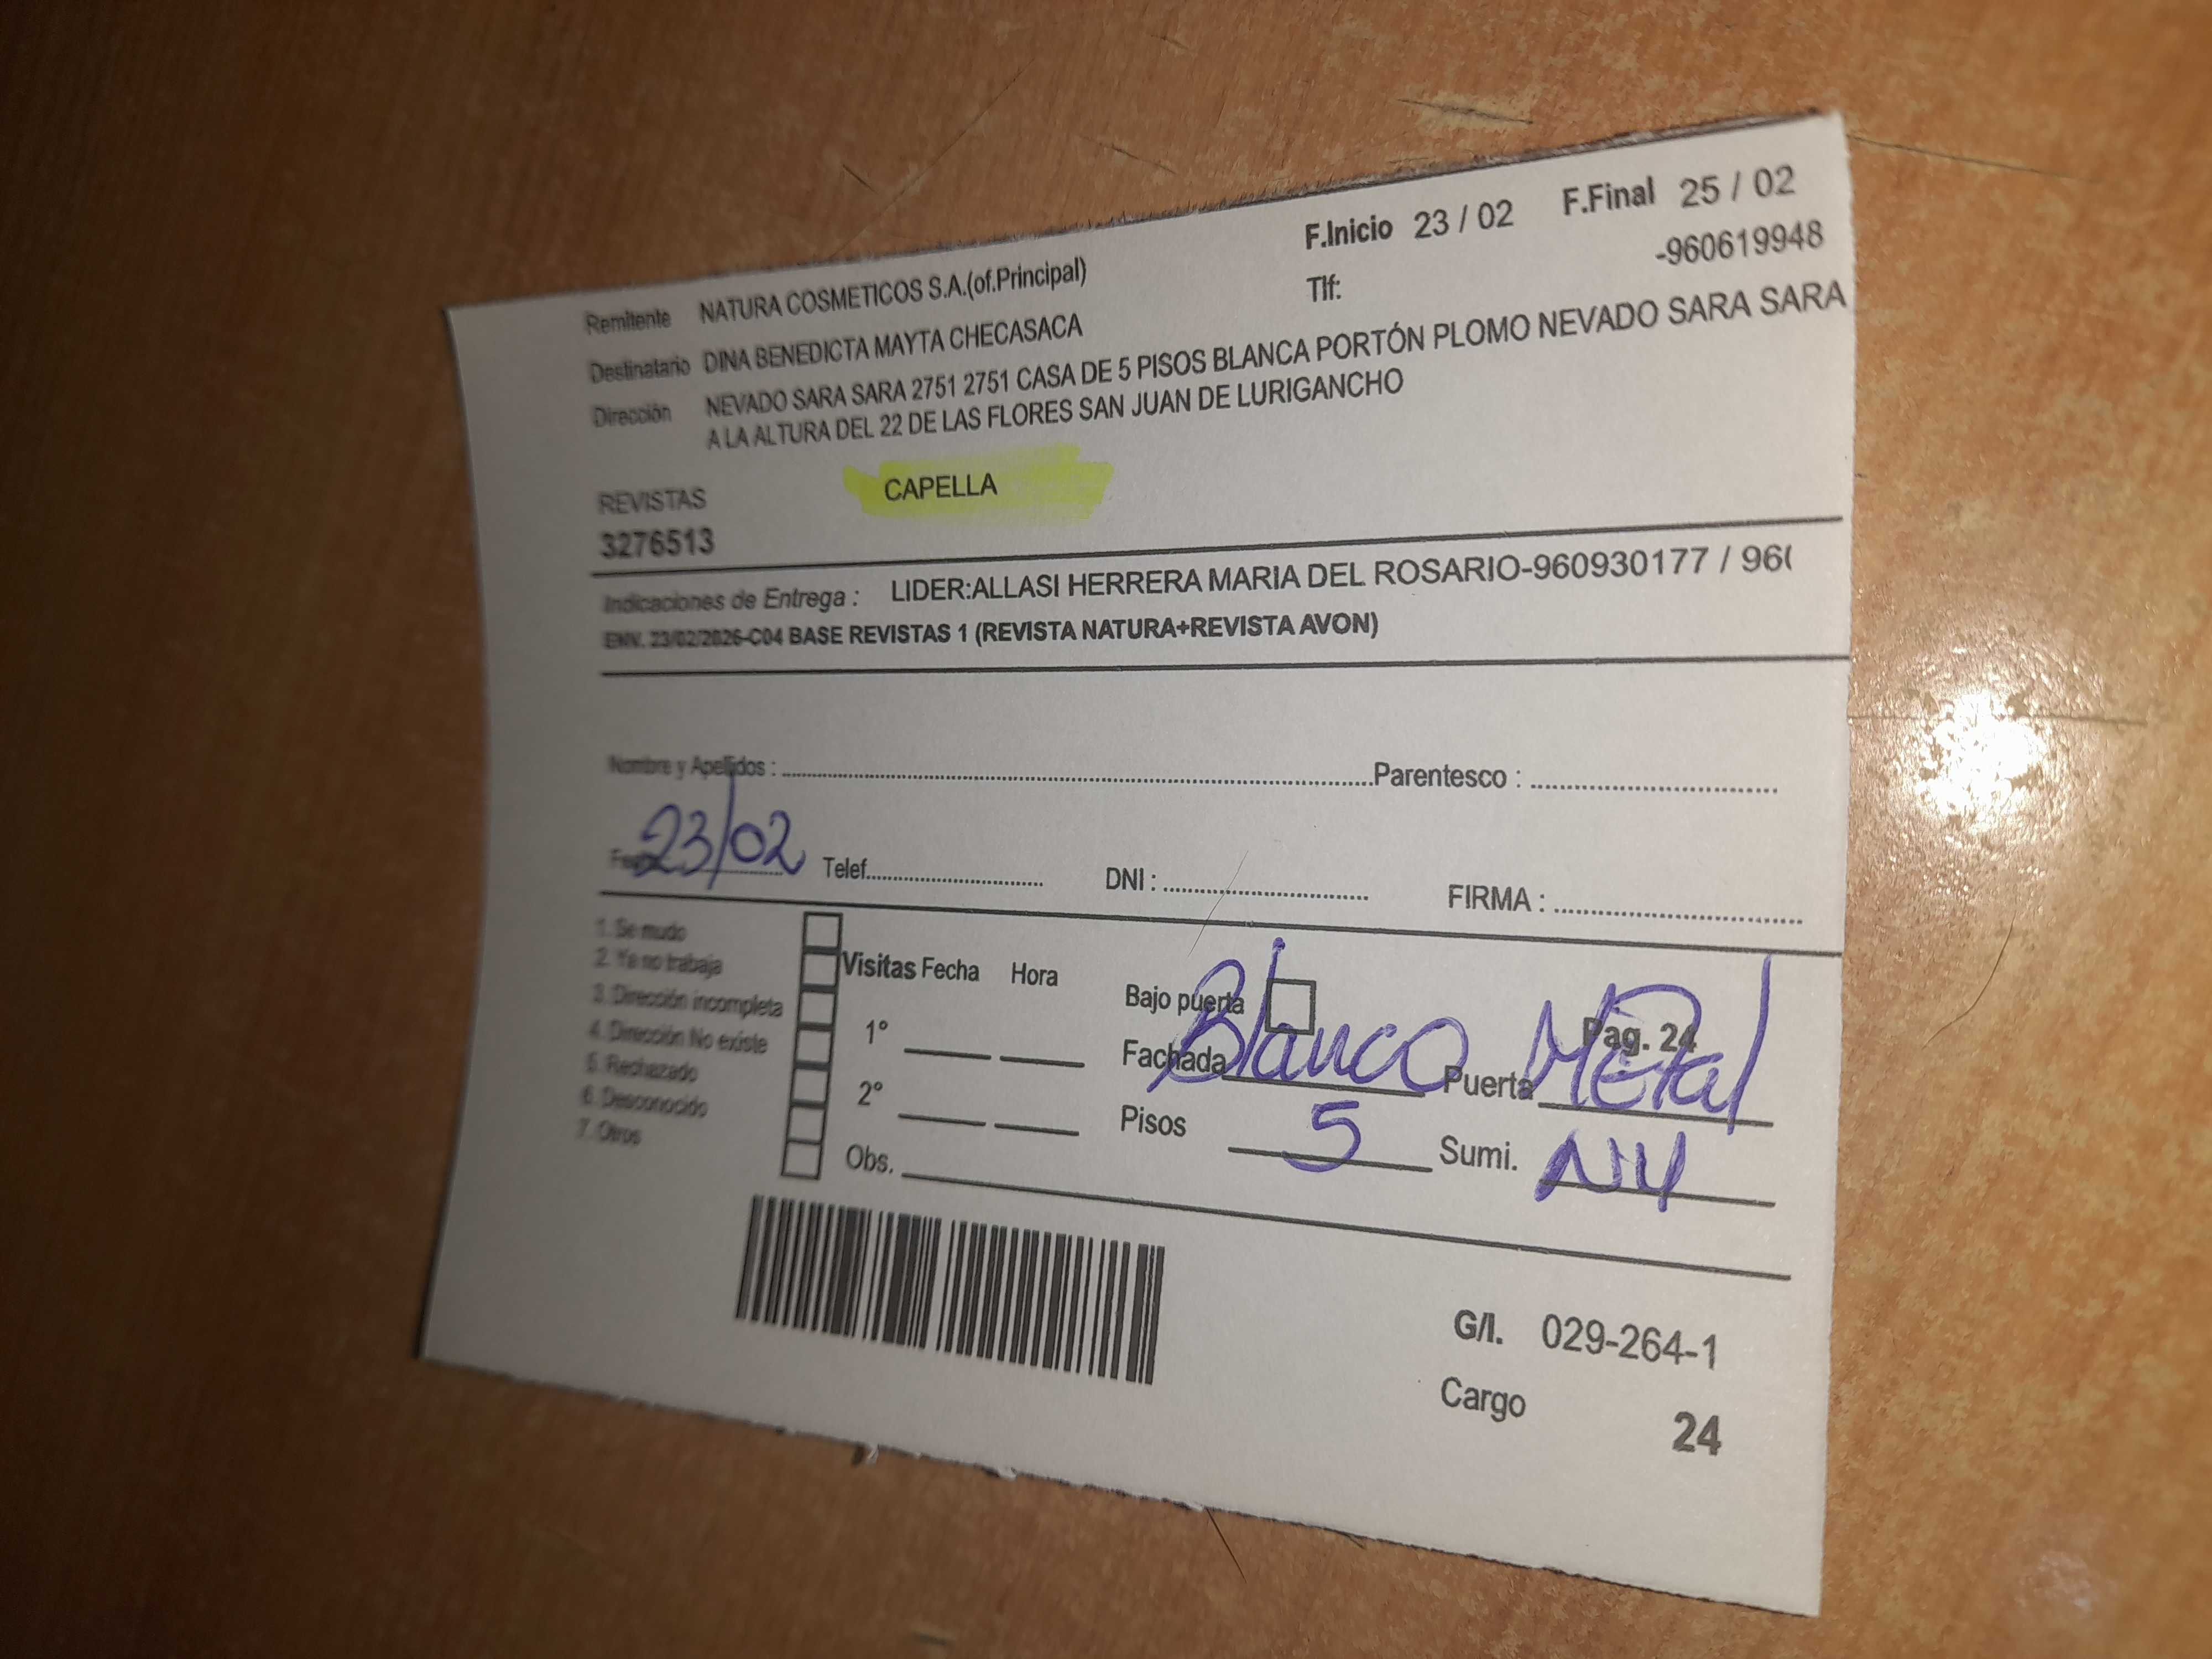 F.Inicio 23 / 02 F.Final 25 / 02
Remitente NATURA COSMETICOS S.A.(of.Principal) Tlf: -960619948
Destinatario DINA BENEDICTA MAYTA CHECASACA
Dirección NEVADO SARA SARA 2751 2751 CASA DE 5 PISOS BLANCA PORTÓN PLOMO NEVADO SARA SARA
A LA ALTURA DEL 22 DE LAS FLORES SAN JUAN DE LURIGANCHO
REVISTAS CAPELLA
3276513
Indicaciones de Entrega : LIDER:ALLASI HERRERA MARIA DEL ROSARIO-960930177 / 96
ENV. 23/02/2026-C04 BASE REVISTAS 1 (REVISTA NATURA+REVISTA AVON)
Nombre y Apellidos : Parentesco :
23/02 Telef. DNI : FIRMA :
1. Se mudo
2. Ya no trabaja
3. Dirección incompleta
4. Dirección No existe
5. Rechazado
6. Desconocido
7. Otros
Visitas Fecha Hora
1°
2°
Obs.
Bajo puerta Pag. 24
Fachada Blanco Puerta Metal
Pisos 5 Sumi.
G/I. 029-264-1
Cargo 24